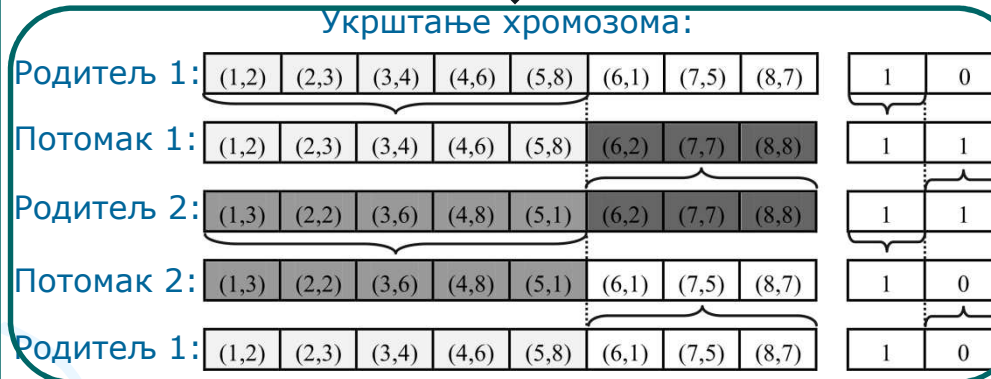 Укрштање хромозома:
Родитељ 1: (1,2) (2,3) (3,4) (4,6) (5,8) (6,1) (7,5) (8,7) 1 0
Потомак 1: (1,2) (2,3) (3,4) (4,6) (5,8) (6,2) (7,7) (8,8) 1 1
Родитељ 2: (1,3) (2,2) (3,6) (4,8) (5,1) (6,2) (7,7) (8,8) 1 1
Потомак 2: (1,3) (2,2) (3,6) (4,8) (5,1) (6,1) (7,5) (8,7) 1 0
Родитељ 1: (1,2) (2,3) (3,4) (4,6) (5,8) (6,1) (7,5) (8,7) 1 0